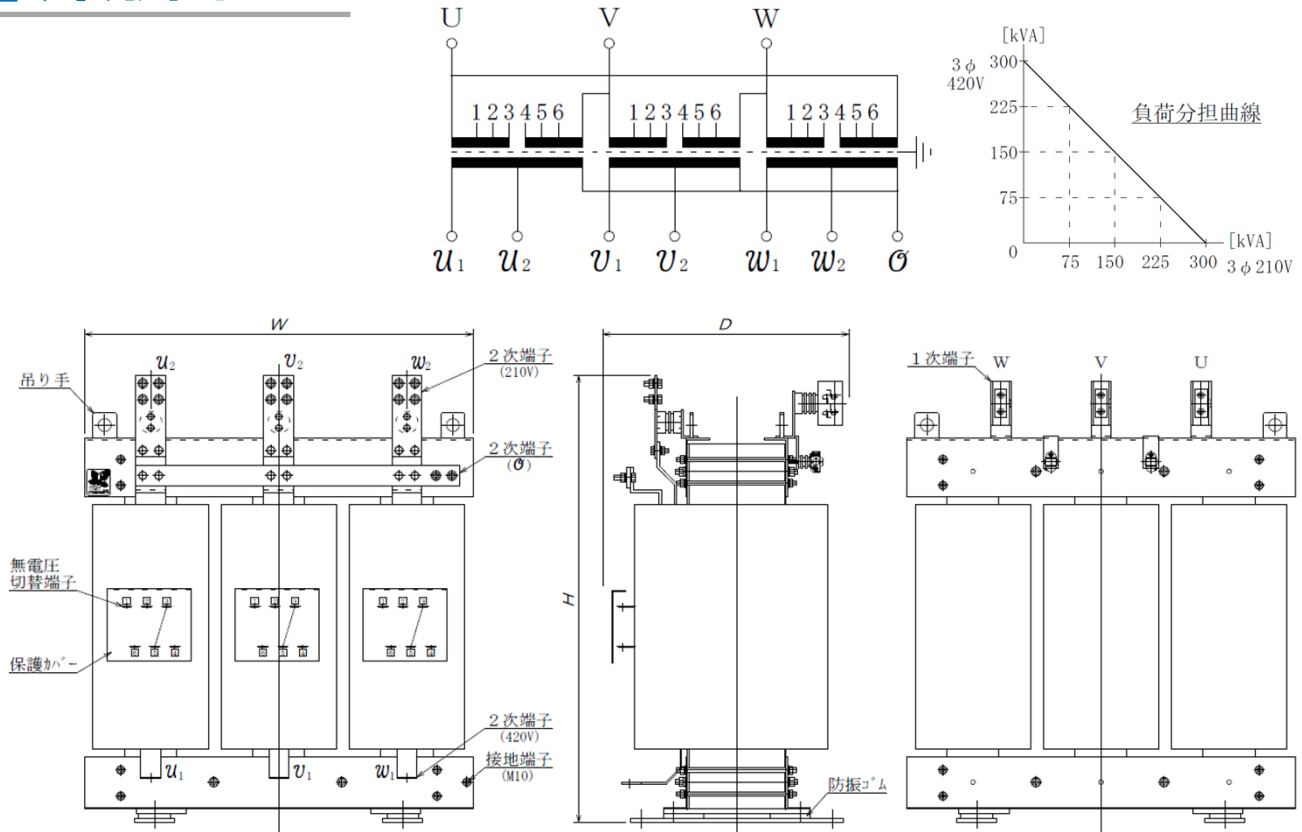 U V W
1 2 3 4 5 6 1 2 3 4 5 6 1 2 3 4 5 6
U₁ U₂ V₁ V₂ W₁ W₂ O
[kVA]
3φ 420V
300
225
150
75
0
75 150 225 300
[kVA]
3φ210V
負荷分担曲線
W
U₂ V₂ W₂
吊り手
2次端子
(210V)
2次端子
(O)
無電圧
切替端子
保護カバー
2次端子
(420V)
接地端子
(M10)
U₁ V₁ W₁
D
H
防振ゴム
1次端子
W V U